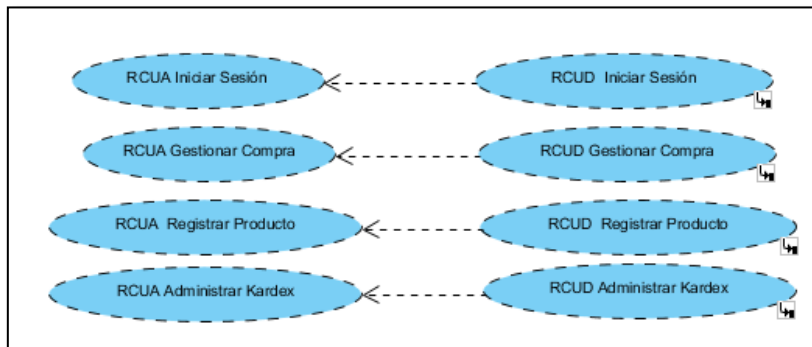 RCUA Iniciar Sesión
RCUD Iniciar Sesión
RCUA Gestionar Compra
RCUD Gestionar Compra
RCUA Registrar Producto
RCUD Registrar Producto
RCUA Administrar Kardex
RCUD Administrar Kardex